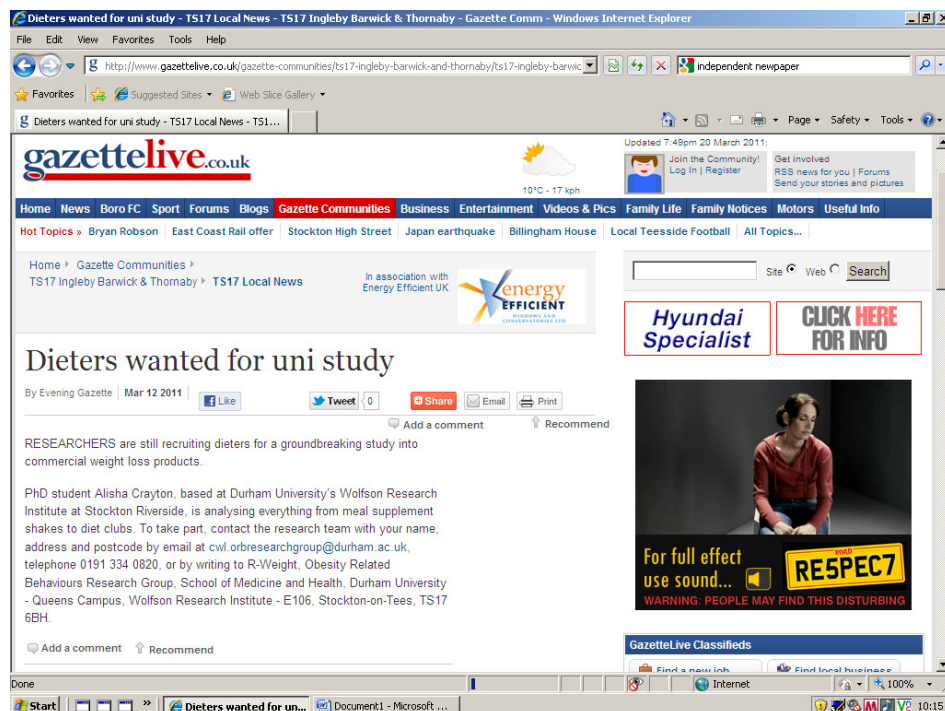 Dieters wanted for uni study - TS17 Local News - TS17 Ingleby Barwick & Thornaby - Gazette Comm - Windows Internet Explorer
File Edit View Favorites Tools Help
http://www.gazettelive.co.uk/gazette-communities/ts17-ingleby-barwick-and-thornaby/ts17-ingleby-barwic
independent newpaper
Favorites Suggested Sites Web Slice Gallery
Dieters wanted for uni study - TS17 Local News - TS1...
Page Safety Tools
gazettelive.co.uk
10°C - 17 kph
Updated 7:49pm 20 March 2011:
Join the Community!
Log In | Register
Get involved
RSS news for you | Forums
Send your stories and pictures
Home News Boro FC Sport Forums Blogs Gazette Communities Business Entertainment Videos & Pics Family Life Family Notices Motors Useful Info
Hot Topics » Bryan Robson East Coast Rail offer Stockton High Street Japan earthquake Billingham House Local Teesside Football All Topics...
Home Gazette Communities
TS17 Ingleby Barwick & Thornaby TS17 Local News
In association with
Energy Efficient UK
energy
EFFICIENT
WINDOWS AND
CONSERVATORIES LTD
Site Web Search
Hyundai
Specialist
CLICK HERE
FOR INFO
Dieters wanted for uni study
By Evening Gazette Mar 12 2011
Like Tweet 0 Share Email Print
Add a comment Recommend
RESEARCHERS are still recruiting dieters for a groundbreaking study into
commercial weight loss products.
PhD student Alisha Crayton, based at Durham University's Wolfson Research
Institute at Stockton Riverside, is analysing everything from meal supplement
shakes to diet clubs. To take part, contact the research team with your name,
address and postcode by email at cwl.orbresearchgroup@durham.ac.uk,
telephone 0191 334 0820, or by writing to R-Weight, Obesity Related
Behaviours Research Group, School of Medicine and Health, Durham University
- Queens Campus, Wolfson Research Institute - E106, Stockton-on-Tees, TS17
6BH.
Add a comment Recommend
For full effect
use sound...
ROAD
RE5PEC7
WARNING: PEOPLE MAY FIND THIS DISTURBING
GazetteLive Classifieds
Find a new job Find local business
Done Internet 100%
Start Dieters wanted for un... Document1 - Microsoft ... 10:15